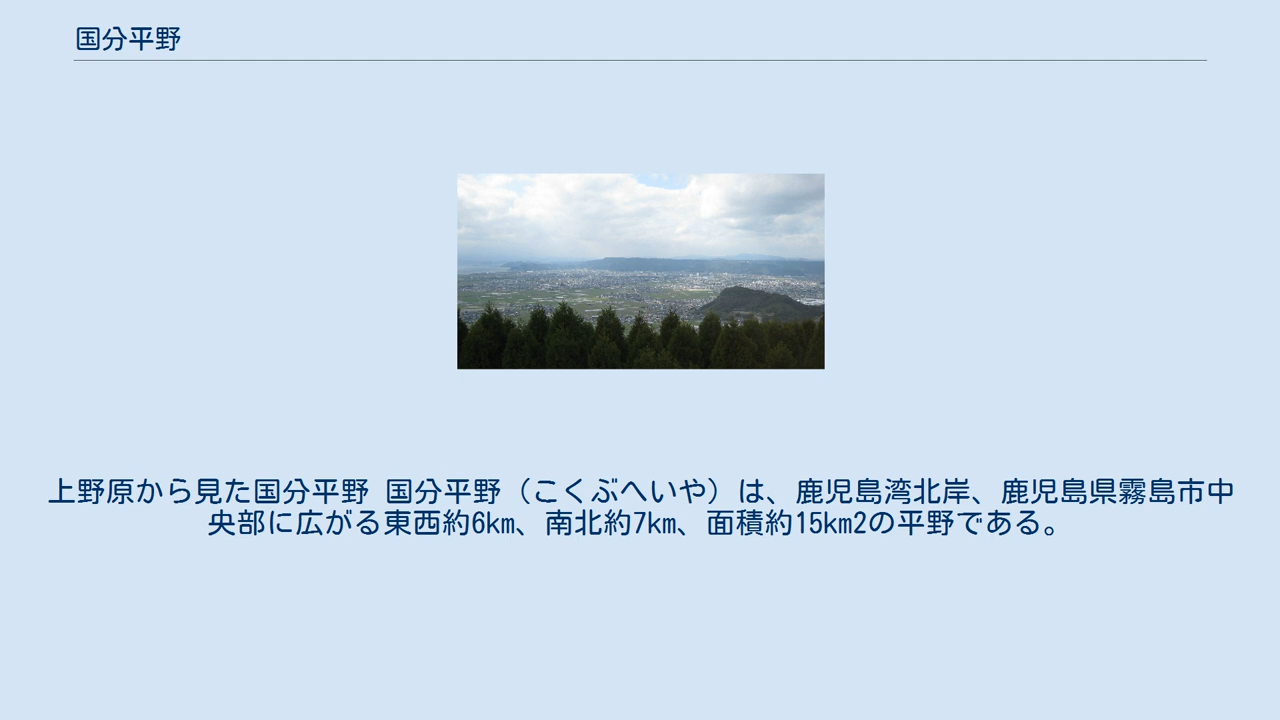 国分平野
上野原から見た国分平野 国分平野（こくぶへいや）は、鹿児島湾北岸、鹿児島県霧島市中
央部に広がる東西約6km、南北約7km、面積約15km2の平野である。